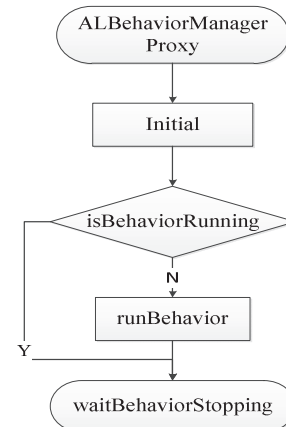 ALBehaviorManager
Proxy
Initial
isBehaviorRunning
N
runBehavior
Y
waitBehaviorStopping